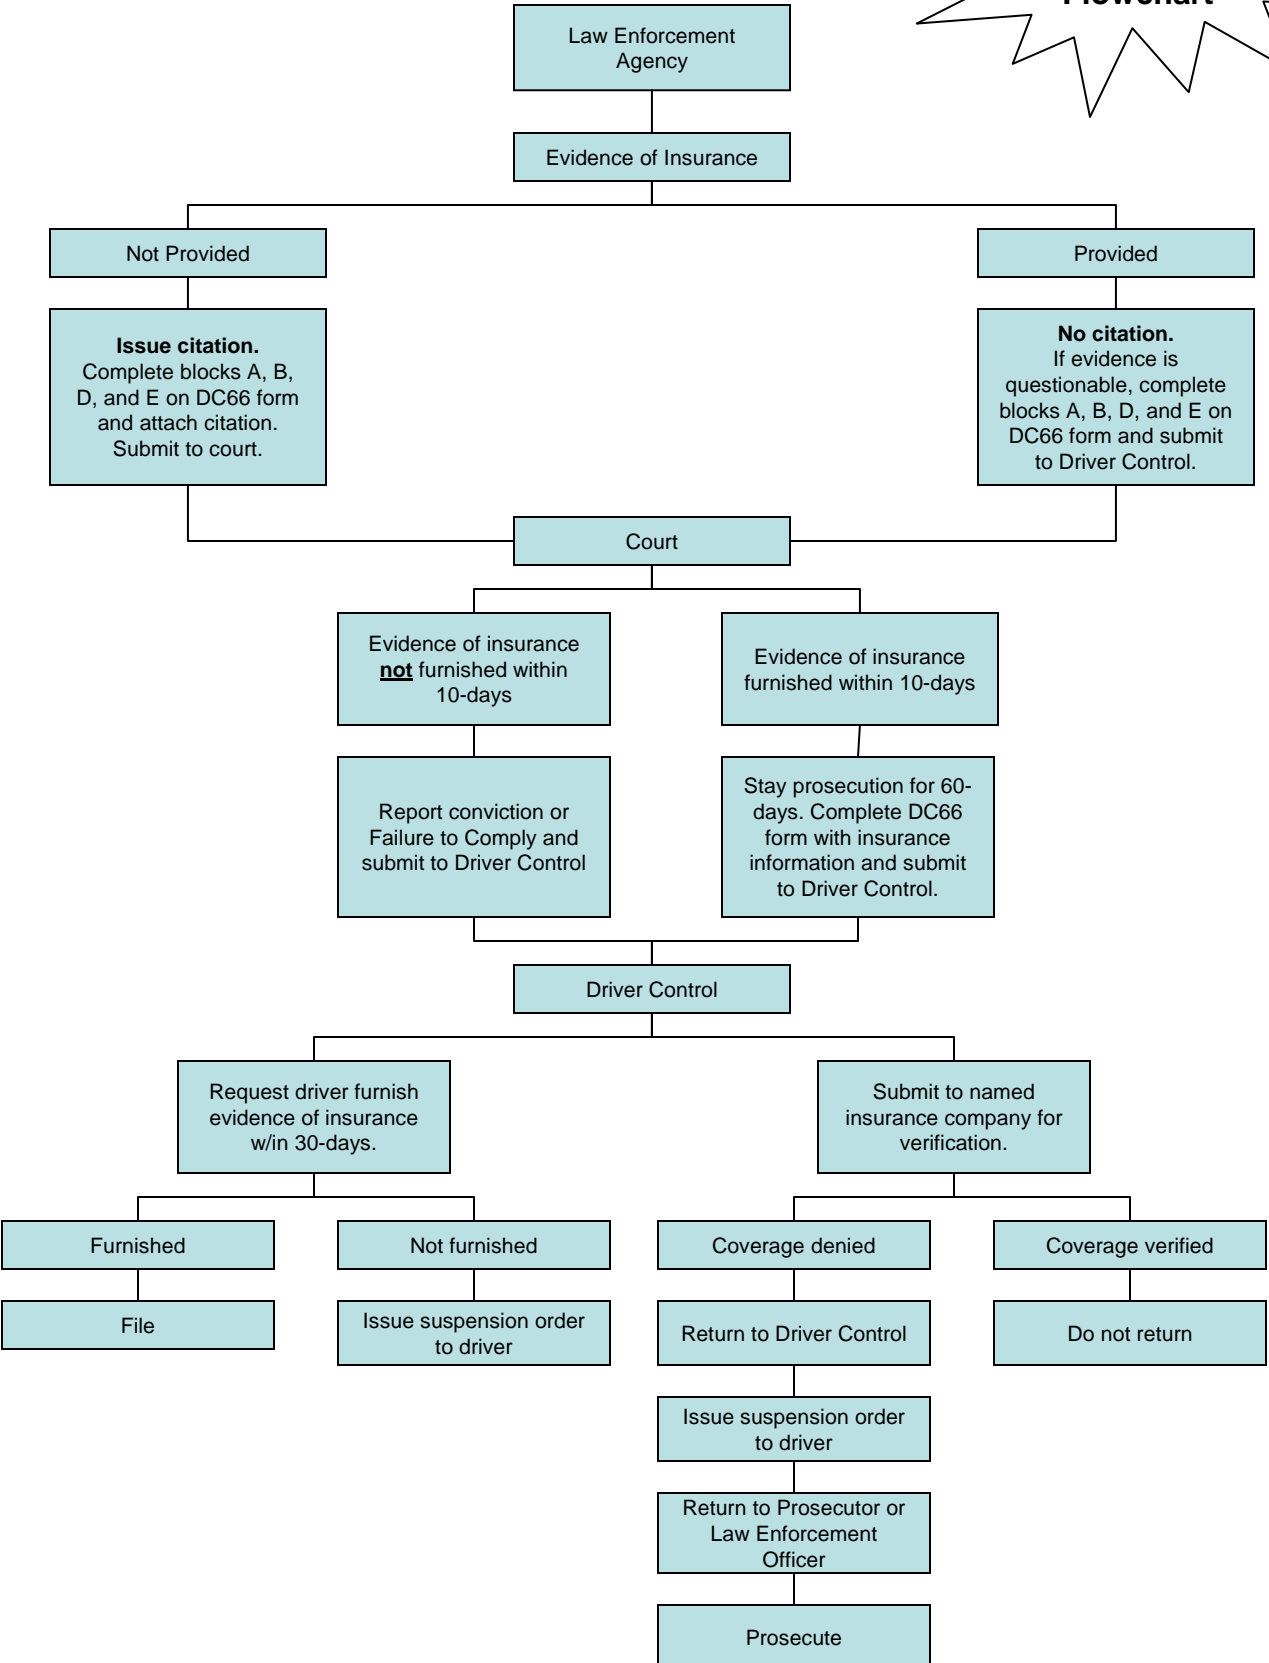 Flowchart
Law Enforcement
Agency
Evidence of Insurance
Not Provided
Provided
Issue citation.
Complete blocks A, B,
D, and E on DC66 form
and attach citation.
Submit to court.
No citation.
If evidence is
questionable, complete
blocks A, B, D, and E on
DC66 form and submit
to Driver Control.
Court
Evidence of insurance
not furnished within
10-days
Evidence of insurance
furnished within 10-days
Report conviction or
Failure to Comply and
submit to Driver Control
Stay prosecution for 60-
days. Complete DC66
form with insurance
information and submit
to Driver Control.
Driver Control
Request driver furnish
evidence of insurance
w/in 30-days.
Submit to named
insurance company for
verification.
Furnished
Not furnished
Coverage denied
Coverage verified
File
Issue suspension order
to driver
Return to Driver Control
Do not return
Issue suspension order
to driver
Return to Prosecutor or
Law Enforcement
Officer
Prosecute